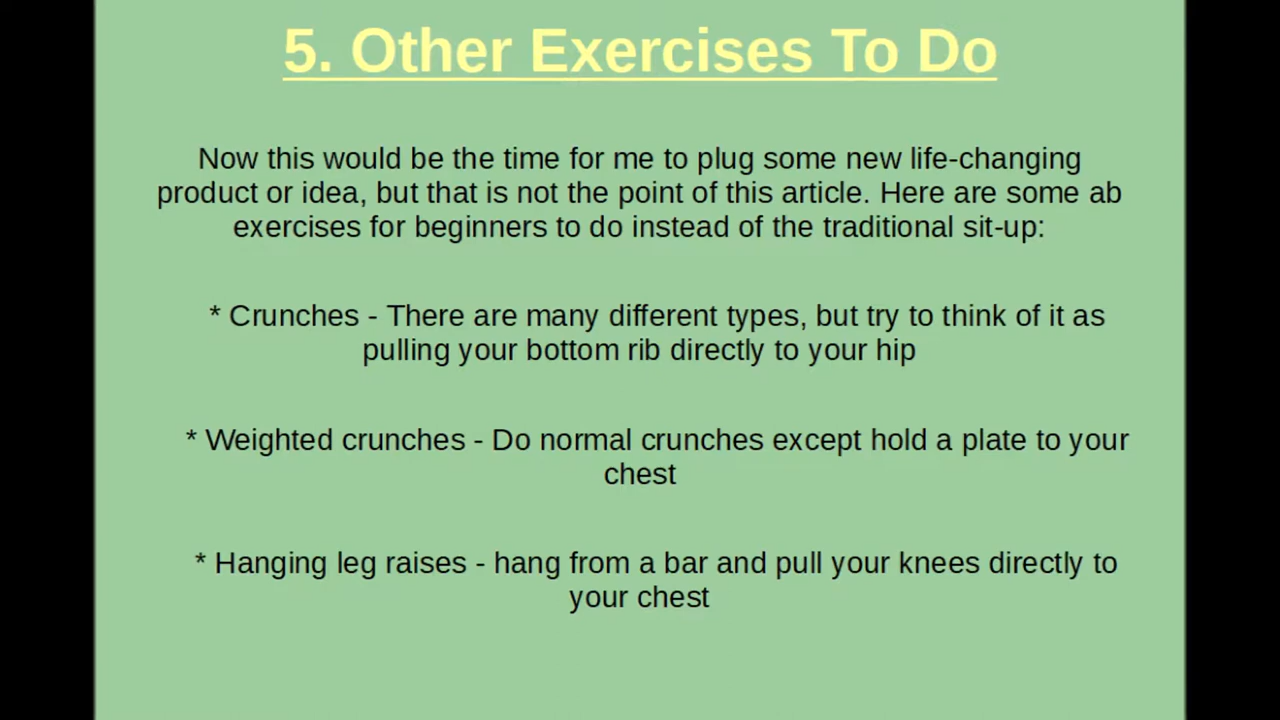 5. Other Exercises To Do
Now this would be the time for me to plug some new life-changing
product or idea, but that is not the point of this article. Here are some ab
exercises for beginners to do instead of the traditional sit-up:
* Crunches - There are many different types, but try to think of it as
pulling your bottom rib directly to your hip
* Weighted crunches - Do normal crunches except hold a plate to your
chest
* Hanging leg raises - hang from a bar and pull your knees directly to
your chest